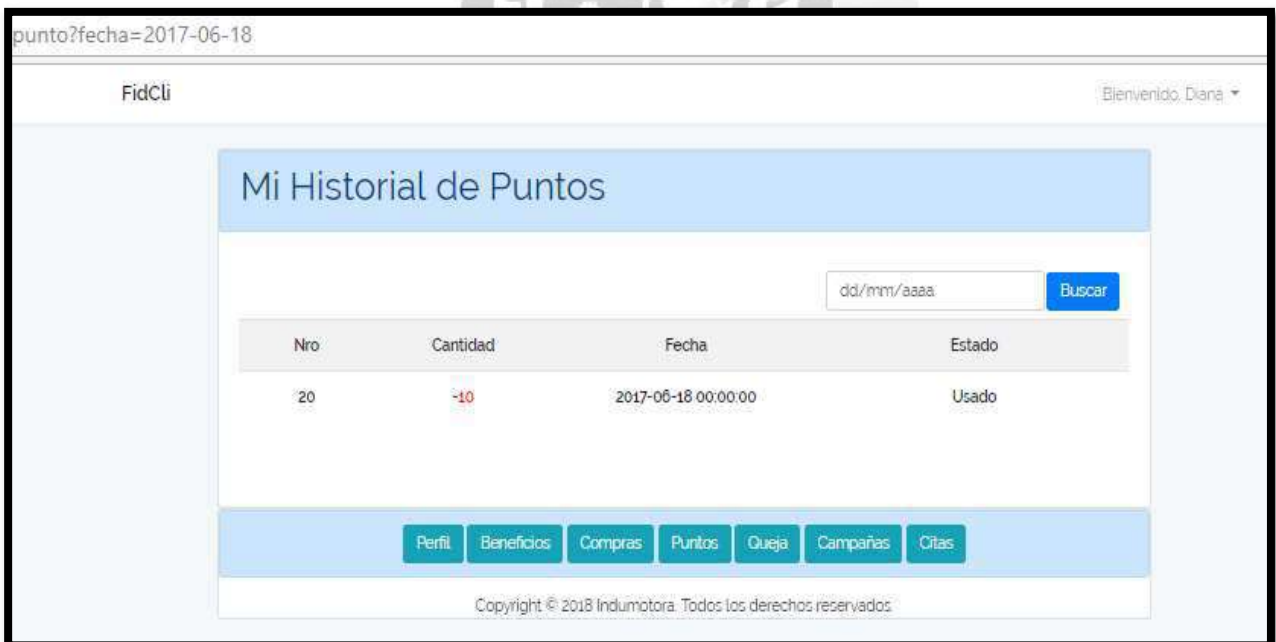 punto?fecha=2017-06-18
FidCli
Bienvenido, Diana
Mi Historial de Puntos
dd/mm/aaaa
Buscar
Nro Cantidad Fecha Estado
20 -10 2017-06-18 00:00:00 Usado
Perfil Beneficios Compras Puntos Queja Campañas Citas
Copyright © 2018 Indumotora. Todos los derechos reservados.